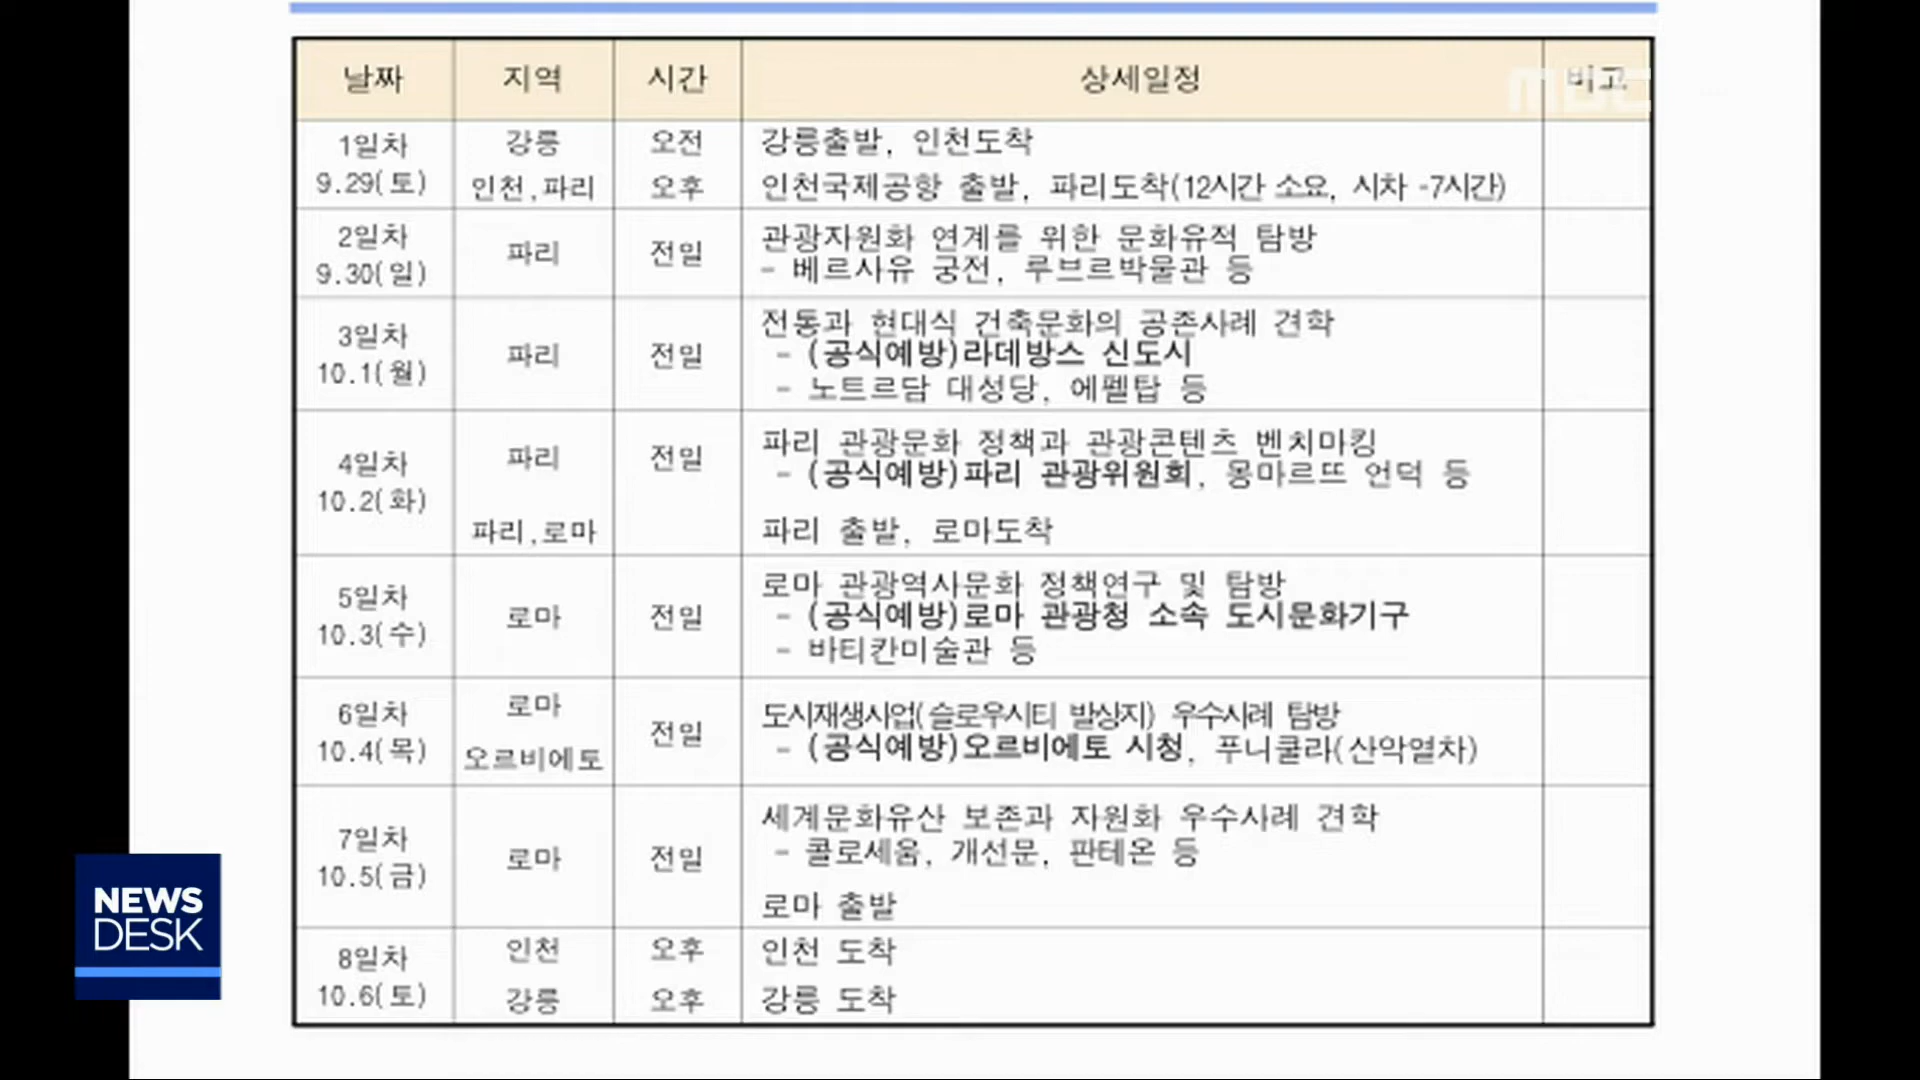 날짜 지역 시간 상세일정 비고
MBC
1일차 강릉 오전 강릉출발, 인천도착
9.29(토) 인천,파리 오후 인천국제공항 출발, 파리도착(12시간 소요, 시차 -7시간)
2일차 파리 전일 관광자원화 연계를 위한 문화유적 탐방
9.30(일) - 베르사유 궁전, 루브르박물관 등
3일차 파리 전일 전통과 현대식 건축문화의 공존사례 견학
10.1(월) - (공식예방)라데방스 신도시
- 노트르담 대성당, 에펠탑 등
4일차 파리 전일 파리 관광문화 정책과 관광콘텐츠 벤치마킹
10.2(화) - (공식예방)파리 관광위원회, 몽마르뜨 언덕 등
파리,로마 파리 출발, 로마도착
5일차 로마 전일 로마 관광역사문화 정책연구 및 탐방
10.3(수) - (공식예방)로마 관광청 소속 도시문화기구
- 바티칸미술관 등
6일차 로마 전일 도시재생사업(슬로우시티 발상지) 우수사례 탐방
10.4(목) 오르비에토 - (공식예방)오르비에토 시청, 푸니쿨라(산악열차)
7일차 로마 전일 세계문화유산 보존과 자원화 우수사례 견학
10.5(금) - 콜로세움, 개선문, 판테온 등
로마 출발
8일차 인천 오후 인천 도착
10.6(토) 강릉 오후 강릉 도착
NEWS
DESK